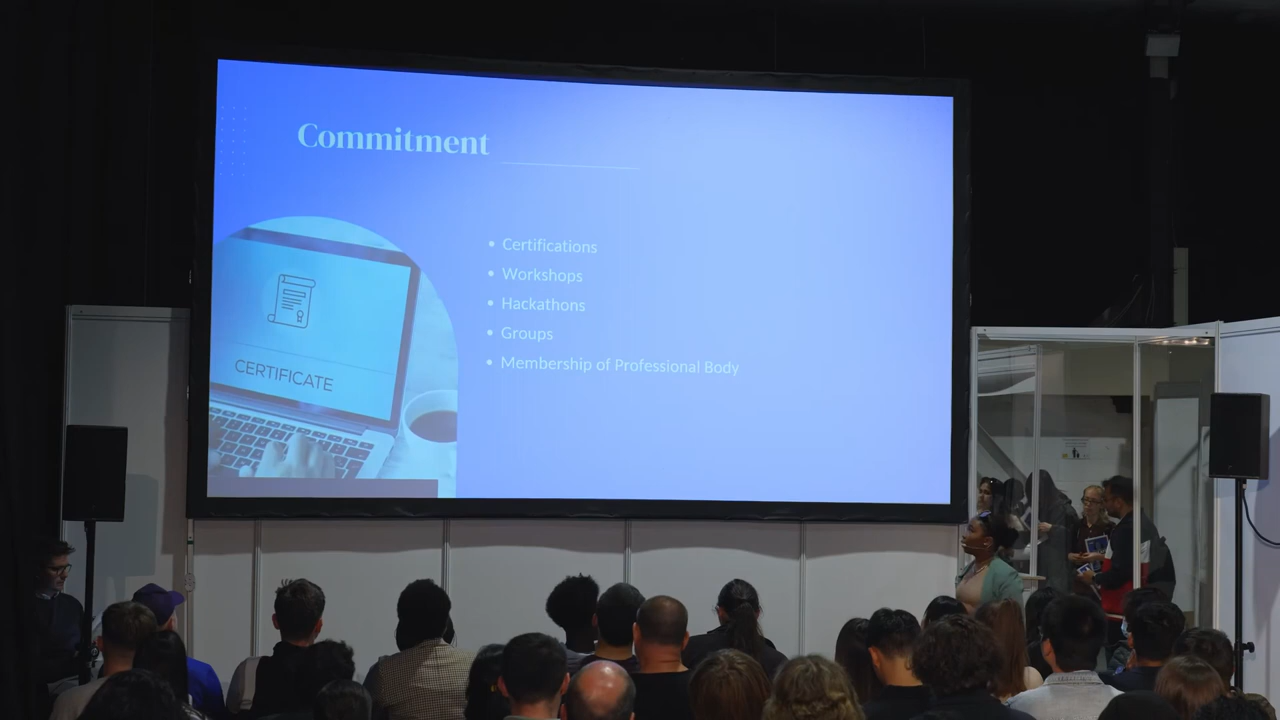 Commitment
• Certifications
• Workshops
• Hackathons
• Groups
• Membership of Professional Body
CERTIFICATE